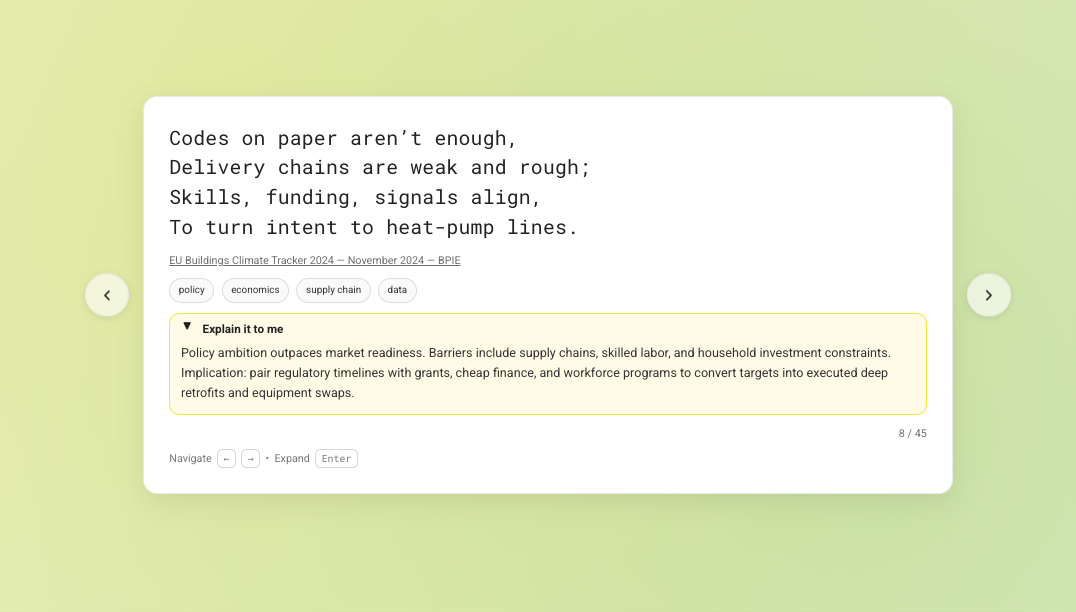 Codes on paper aren’t enough,
Delivery chains are weak and rough;
Skills, funding, signals align,
To turn intent to heat-pump lines.
EU Buildings Climate Tracker 2024 — November 2024 — BPIE
policy economics supply chain data
▼ Explain it to me
Policy ambition outpaces market readiness. Barriers include supply chains, skilled labor, and household investment constraints.
Implication: pair regulatory timelines with grants, cheap finance, and workforce programs to convert targets into executed deep
retrofits and equipment swaps.
8 / 45
Navigate ← → • Expand Enter